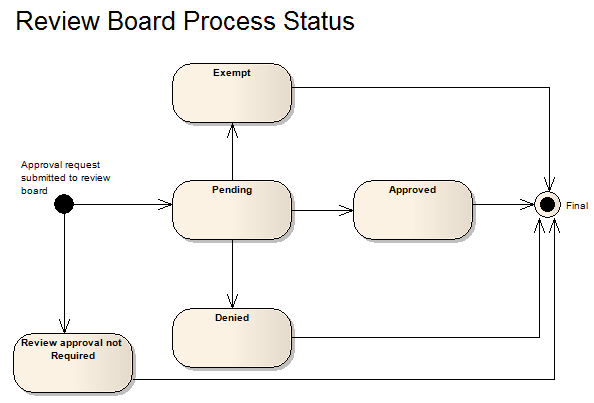 Review Board Process Status
Exempt
Approval request
submitted to review
board
Pending
Approved
Final
Denied
Review approval not
Required